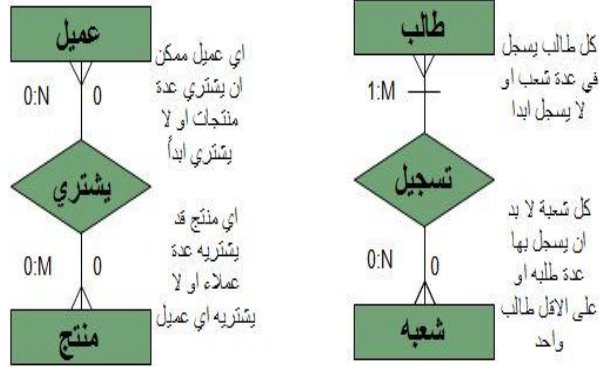 عميل
0:N
0
اي عميل ممكن
ان يشتري عدة
منتجات او لا
يشتري ابداً
يشتري
اي منتج قد
يشتريه عدة
عملاء او لا
يشتريه اي عميل
0:M
0
منتج
طالب
1:M
كل طالب يسجل
في عدة شعب او
لا يسجل ابدا
تسجيل
كل شعبة لا بد
ان يسجل بها
عدة طلبه او
على الاقل طالب
واحد
0:N
0
شعبه